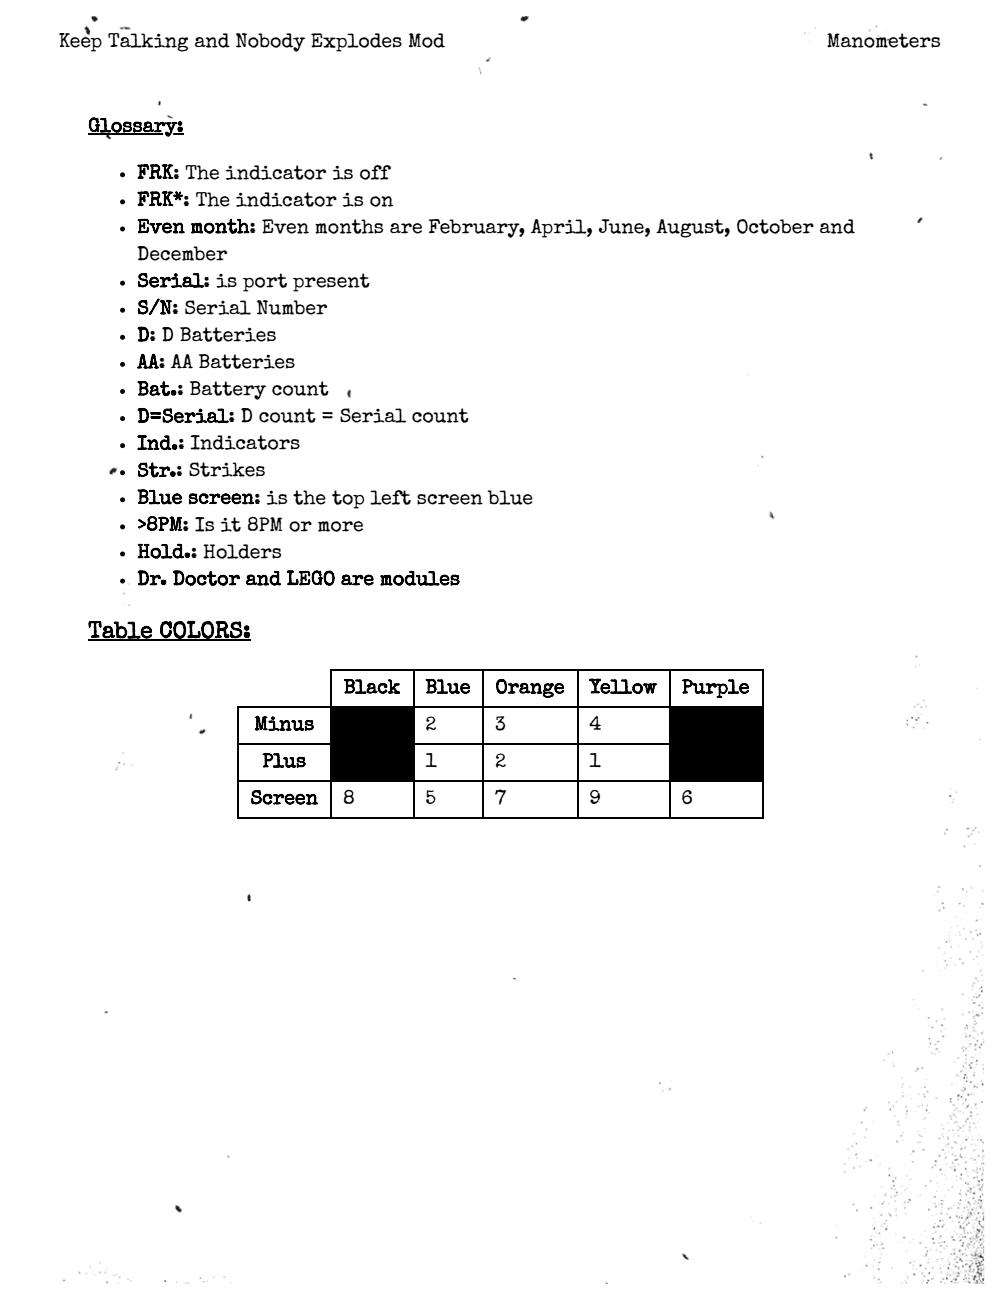 Keep Talking and Nobody Explodes Mod Manometers
Glossary:
• FRK: The indicator is off
• FRK*: The indicator is on
• Even month: Even months are February, April, June, August, October and
December
• Serial: is port present
• S/N: Serial Number
• D: D Batteries
• AA: AA Batteries
• Bat.: Battery count
• D=Serial: D count = Serial count
• Ind.: Indicators
• Str.: Strikes
• Blue screen: is the top left screen blue
• >8PM: Is it 8PM or more
• Hold.: Holders
• Dr. Doctor and LEGO are modules
Table COLORS:
Black Blue Orange Yellow Purple
Minus 2 3 4
Plus 1 2 1
Screen 8 5 7 9 6